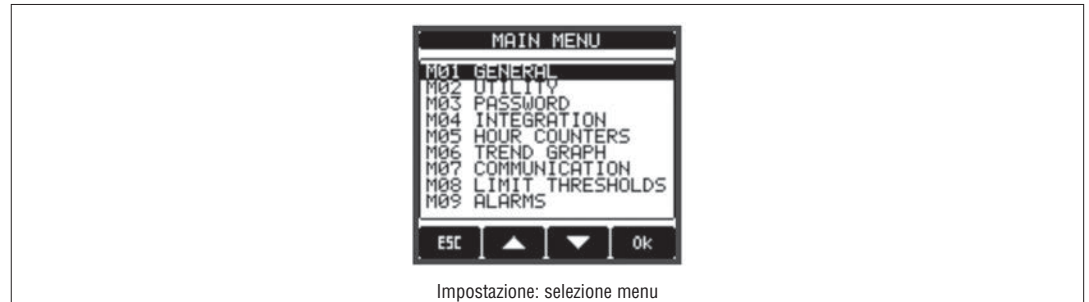 MAIN MENU
M01 GENERAL
M02 UTILITY
M03 PASSWORD
M04 INTEGRATION
M05 HOUR COUNTERS
M06 TREND GRAPH
M07 COMMUNICATION
M08 LIMIT THRESHOLDS
M09 ALARMS
ESC ▲ ▼ Ok
Impostazione: selezione menu